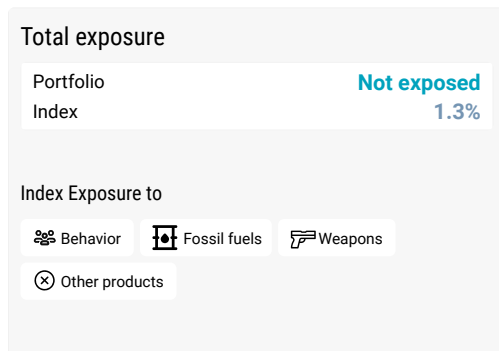 Total exposure
Portfolio Not exposed
Index 1.3%
Index Exposure to
Behavior Fossil fuels Weapons
Other products